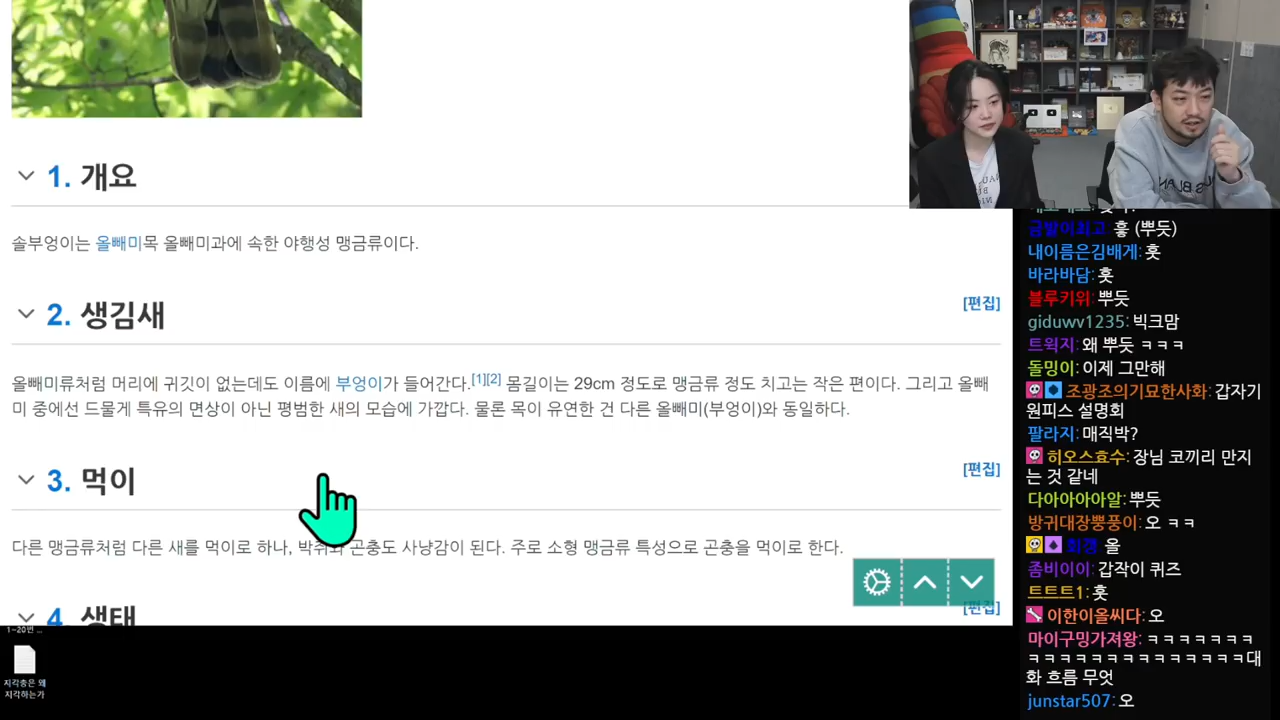 1. 개요
솔부엉이는 올빼미목 올빼미과에 속한 야행성 맹금류이다.
2. 생김새
[편집]
올빼미류처럼 머리에 귀깃이 없는데도 이름에 부엉이가 들어간다.[1][2] 몸길이는 29cm 정도로 맹금류 정도 치고는 작은 편이다. 그리고 올빼
미 중에선 드물게 특유의 면상이 아닌 평범한 새의 모습에 가깝다. 물론 목이 유연한 건 다른 올빼미(부엉이)와 동일하다.
3. 먹이
[편집]
다른 맹금류처럼 다른 새를 먹이로 하나, 박쥐와 곤충도 사냥감이 된다. 주로 소형 맹금류 특성으로 곤충을 먹이로 한다.
4. 생태
[편집]
1~20번 ...
지각충은 왜
지각하는가
금발이최고: 훟 (뿌듯)
내이름은김배게: 훗
바라바담: 훗
블루키위: 뿌듯
giduwv1235: 빅크맘
트윅지: 왜 뿌듯 ㅋㅋㅋ
돌밍이: 이제 그만해
조광조의기묘한사화: 갑자기
원피스 설명회
팔라지: 매직박?
히오스효수: 장님 코끼리 만지
는 것 같네
다아아아아알: 뿌듯
방귀대장뿡풍이: 오 ㅋㅋ
올
좀비이이: 갑작이 퀴즈
트트트1: 훗
이한이올씨다: 오
마이구밍가져왕: ㅋㅋㅋㅋㅋㅋㅋ
ㅋㅋㅋㅋㅋㅋㅋㅋㅋㅋㅋㅋㅋㅋ대
화 흐름 무엇
junstar507: 오